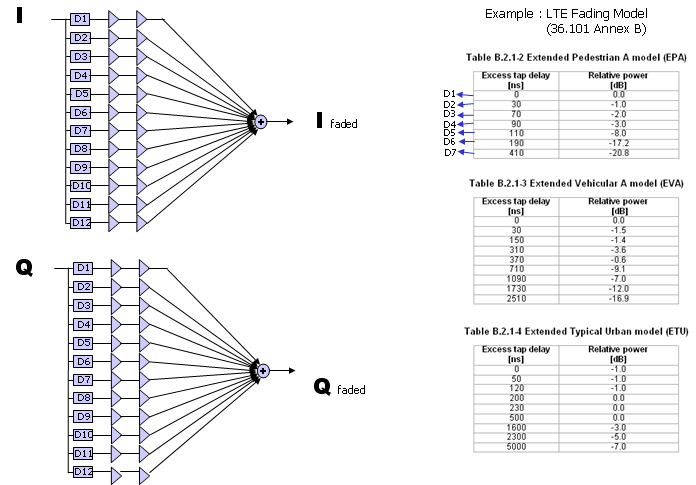 I
D1
D2
D3
D4
D5
D6
D7
D8
D9
D10
D11
D12
+
I faded
Q
D1
D2
D3
D4
D5
D6
D7
D8
D9
D10
D11
D12
+
Q faded
Example : LTE Fading Model
(36.101 Annex B)
Table B.2.1-2 Extended Pedestrian A model (EPA)
Excess tap delay [ns] Relative power [dB]
D1 0 0.0
D2 30 -1.0
D3 70 -2.0
D4 90 -3.0
D5 110 -8.0
D6 190 -17.2
D7 410 -20.8
Table B.2.1-3 Extended Vehicular A model (EVA)
Excess tap delay [ns] Relative power [dB]
0 0.0
30 -1.5
150 -1.4
310 -3.6
370 -0.6
710 -9.1
1090 -7.0
1730 -12.0
2510 -16.9
Table B.2.1-4 Extended Typical Urban model (ETU)
Excess tap delay [ns] Relative power [dB]
0 -1.0
50 -1.0
120 -1.0
200 0.0
230 0.0
500 0.0
1600 -3.0
2300 -5.0
5000 -7.0